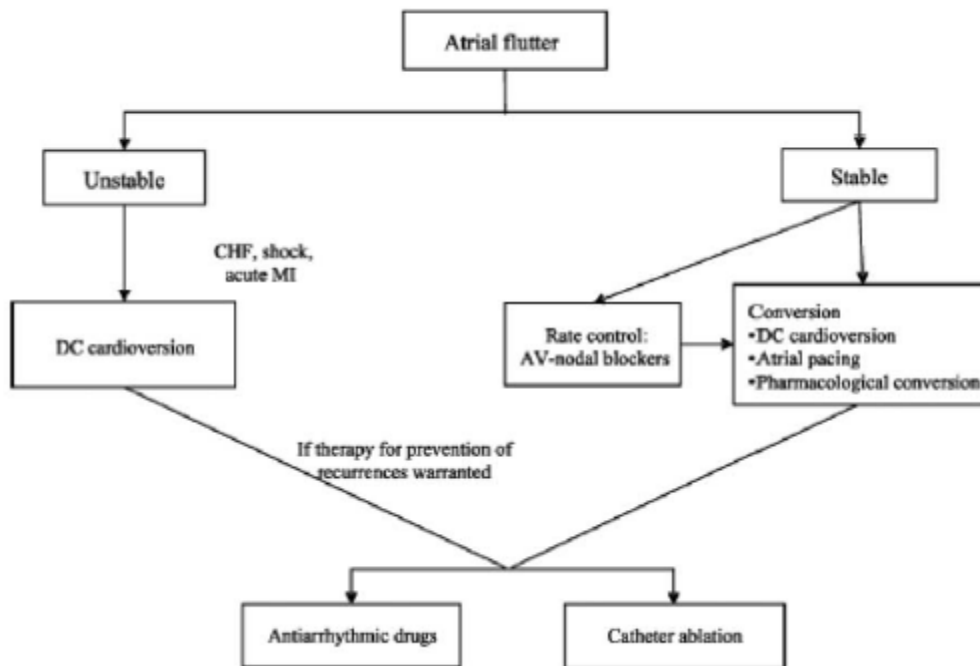 Atrial flutter
Unstable
Stable
CHF, shock,
acute MI
DC cardioversion
Rate control:
AV-nodal blockers
Conversion
•DC cardioversion
•Atrial pacing
•Pharmacological conversion
If therapy for prevention of
recurrences warranted
Antiarrhythmic drugs
Catheter ablation